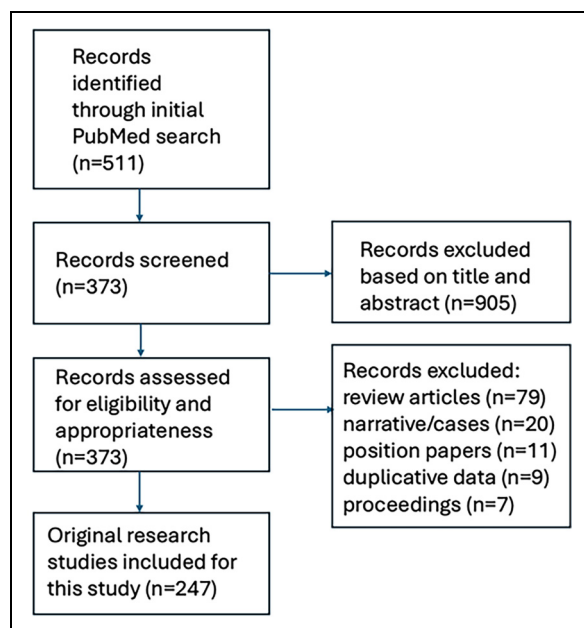 Records
identified
through initial
PubMed search
(n=511)
Records screened
(n=373)
Records excluded
based on title and
abstract (n=905)
Records assessed
for eligibility and
appropriateness
(n=373)
Records excluded:
review articles (n=79)
narrative/cases (n=20)
position papers (n=11)
duplicative data (n=9)
proceedings (n=7)
Original research
studies included for
this study (n=247)